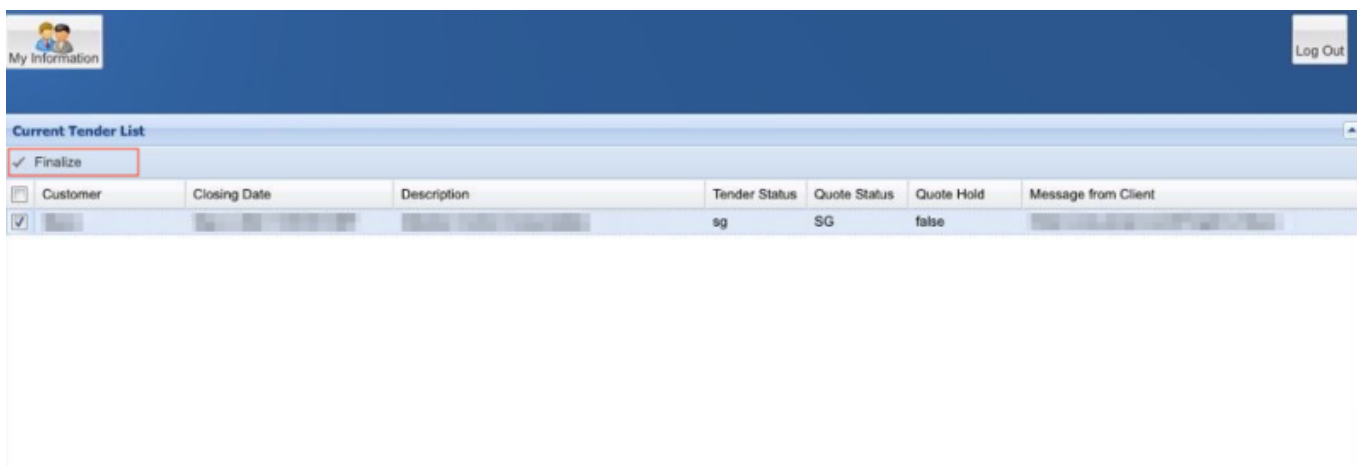 My Information
Log Out
Current Tender List
Finalize
Customer Closing Date Description Tender Status Quote Status Quote Hold Message from Client
sg SG false